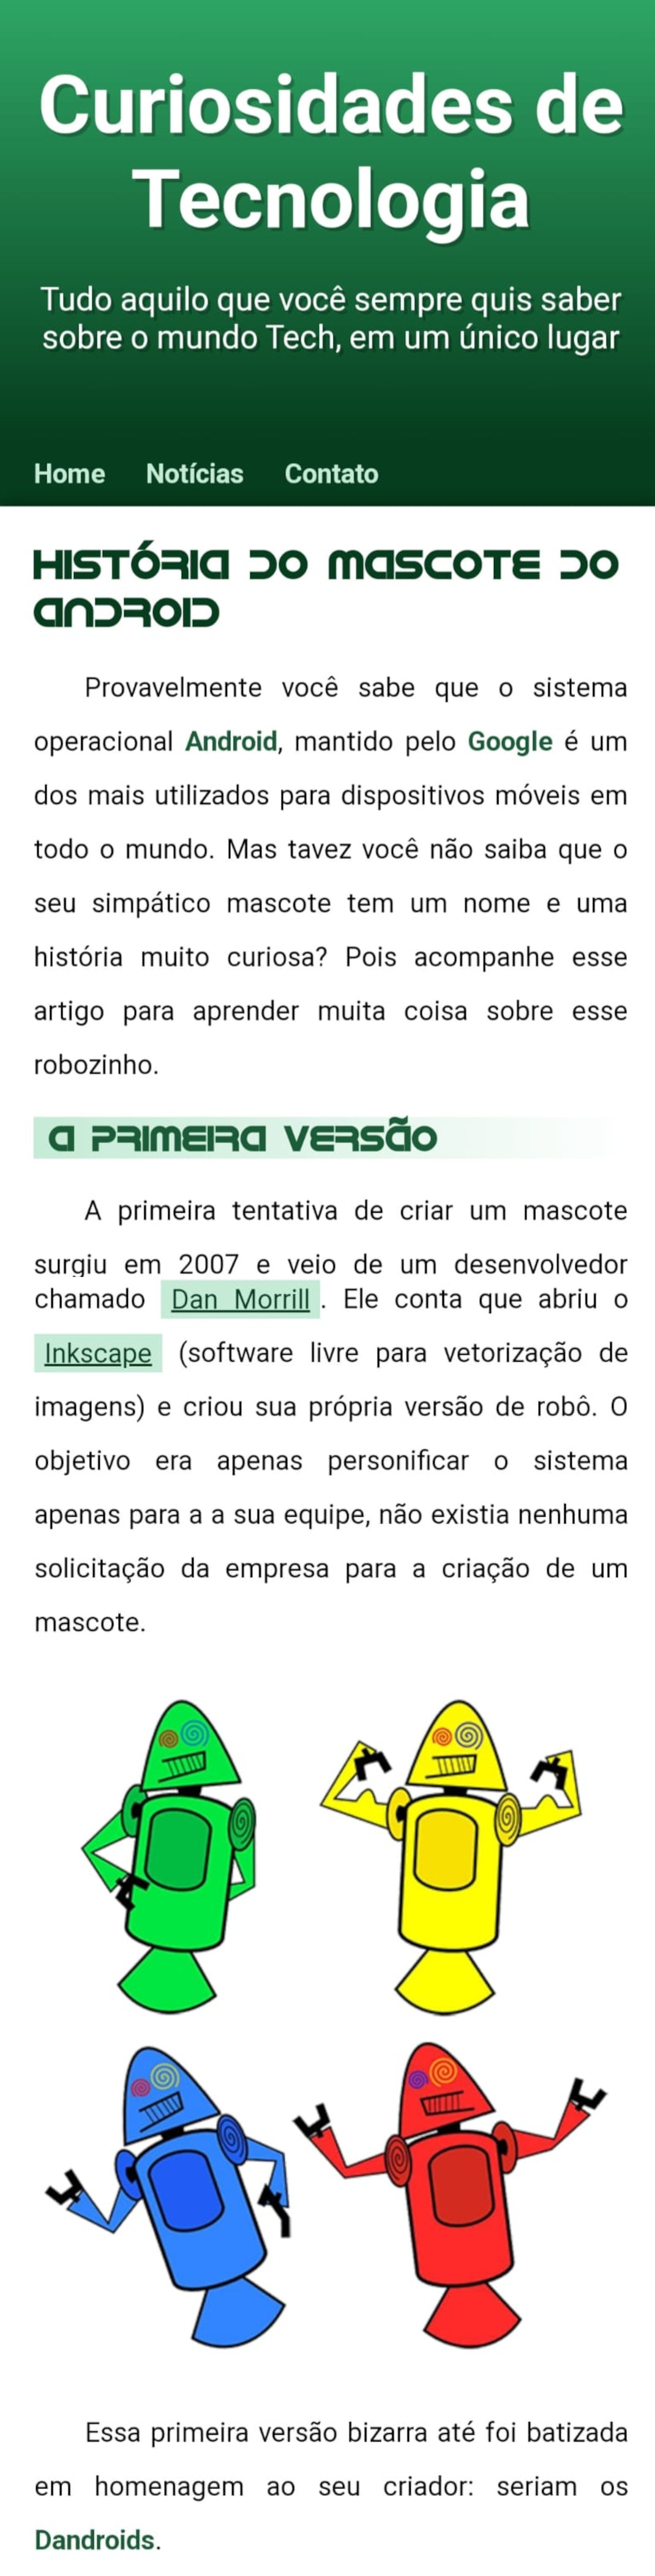 Curiosidades de
Tecnologia
Tudo aquilo que você sempre quis saber
sobre o mundo Tech, em um único lugar
Home Notícias Contato
História do Mascote do
Android
Provavelmente você sabe que o sistema
operacional Android, mantido pelo Google é um
dos mais utilizados para dispositivos móveis em
todo o mundo. Mas tavez você não saiba que o
seu simpático mascote tem um nome e uma
história muito curiosa? Pois acompanhe esse
artigo para aprender muita coisa sobre esse
robozinho.
A primeira versão
A primeira tentativa de criar um mascote
surgiu em 2007 e veio de um desenvolvedor
chamado Dan Morrill. Ele conta que abriu o
Inkscape (software livre para vetorização de
imagens) e criou sua própria versão de robô. O
objetivo era apenas personificar o sistema
apenas para a a sua equipe, não existia nenhuma
solicitação da empresa para a criação de um
mascote.
Essa primeira versão bizarra até foi batizada
em homenagem ao seu criador: seriam os
Dandroids.